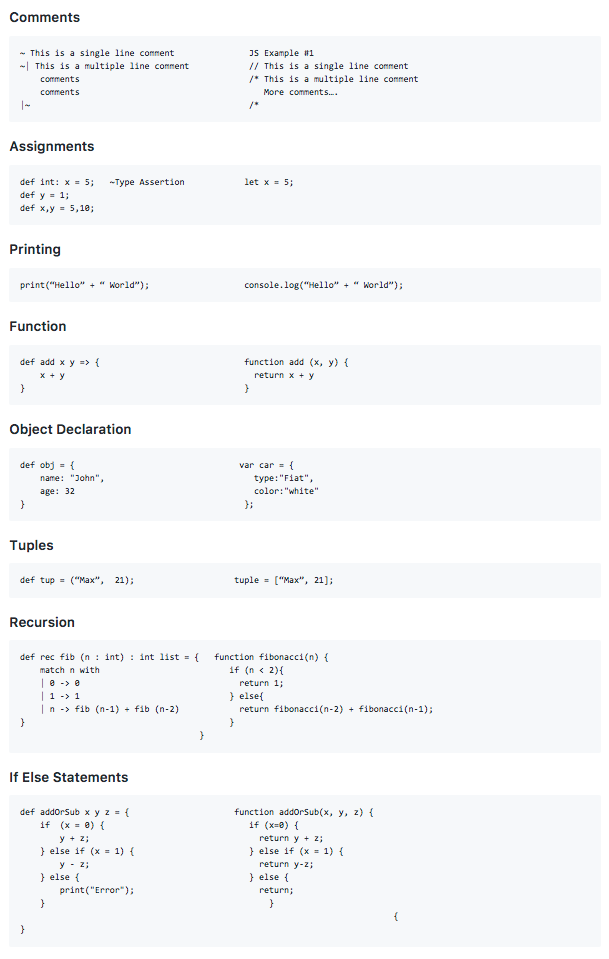 Comments
~ This is a single line comment               JS Example #1
~| This is a multiple line comment            // This is a single line comment
    comments                                  /* This is a multiple line comment
    comments                                     More comments….
|~                                            /*
Assignments
def int: x = 5;   ~Type Assertion            let x = 5;
def y = 1;
def x,y = 5,10;
Printing
print(“Hello” + “ World”);                   console.log(“Hello” + “ World”);
Function
def add x y => {                             function add (x, y) {
    x + y                                      return x + y
}                                            }
Object Declaration
def obj = {                                 var car = {
    name: "John",                              type:"Fiat",
    age: 32                                    color:"white"
}                                            };
Tuples
def tup = (“Max”,  21);                    tuple = [“Max”, 21];
Recursion
def rec fib (n : int) : int list = {   function fibonacci(n) {
    match n with                          if (n < 2){
    | 0 -> 0                                return 1;
    | 1 -> 1                              } else{
    | n -> fib (n-1) + fib (n-2)            return fibonacci(n-2) + fibonacci(n-1);
}                                         }
                                    }
If Else Statements
def addOrSub x y z = {                     function addOrSub(x, y, z) {
    if  (x = 0) {                             if (x=0) {
        y + z;                                  return y + z;
    } else if (x = 1) {                       } else if (x = 1) {
        y - z;                                  return y-z;
    } else {                                  } else {
        print("Error");                         return;
    }                                             }
                                                                           {
}